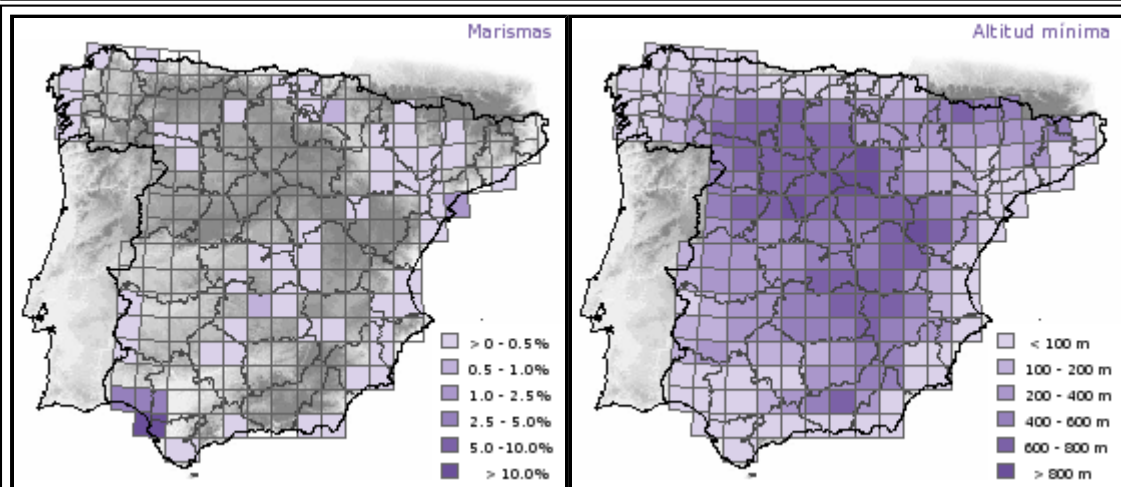 Marismas
> 0 - 0.5%
0.5 - 1.0%
1.0 - 2.5%
2.5 - 5.0%
5.0 -10.0%
> 10.0%
Altitud mínima
< 100 m
100 - 200 m
200 - 400 m
400 - 600 m
600 - 800 m
> 800 m